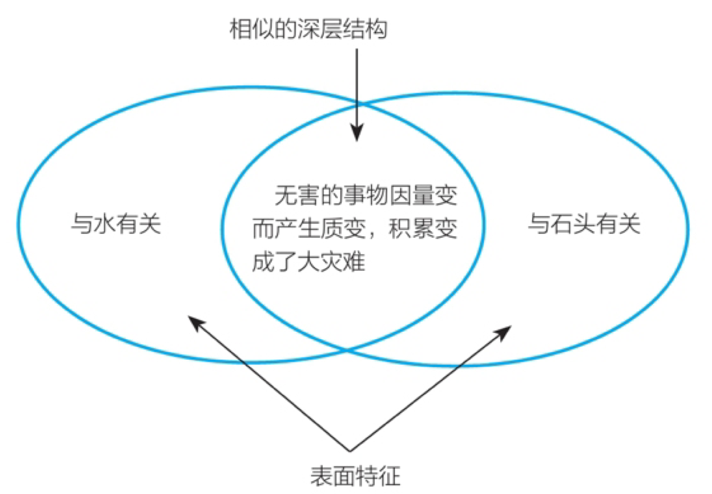 相似的深层结构
与水有关
无害的事物因量变
而产生质变，积累变
成了大灾难
与石头有关
表面特征